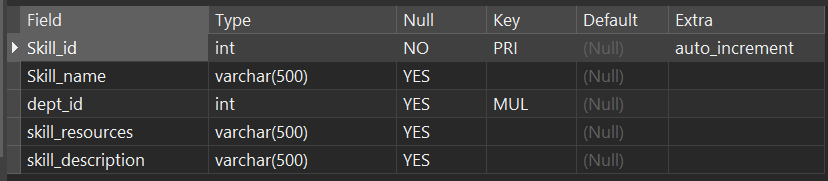 Field Type Null Key Default Extra
Skill_id int NO PRI (Null) auto_increment
Skill_name varchar(500) YES (Null)
dept_id int YES MUL (Null)
skill_resources varchar(500) YES (Null)
skill_description varchar(500) YES (Null)